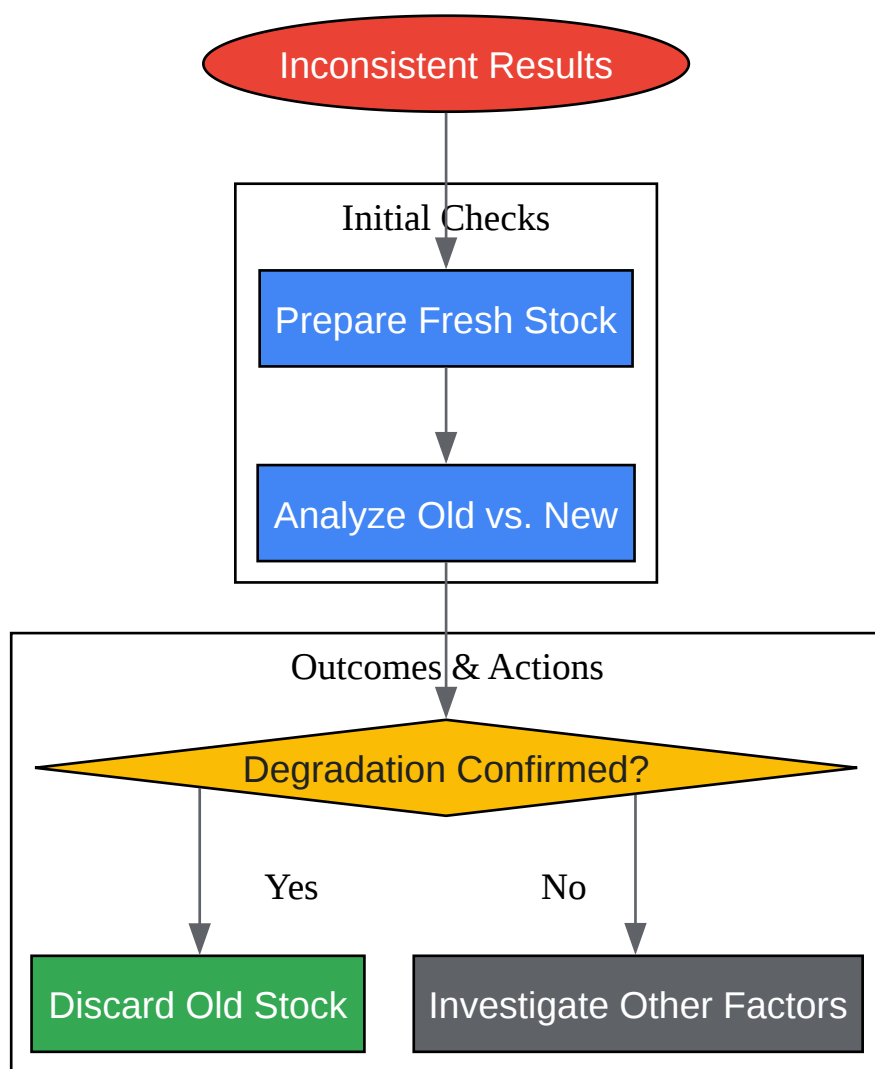 Inconsistent Results
Initial Checks
Prepare Fresh Stock
Analyze Old vs. New
Outcomes & Actions
Degradation Confirmed?
Yes
No
Discard Old Stock
Investigate Other Factors